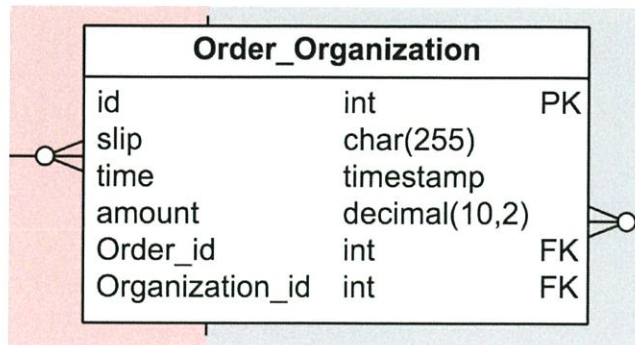 Order_Organization
id int PK
slip char(255)
time timestamp
amount decimal(10,2)
Order_id int FK
Organization_id int FK